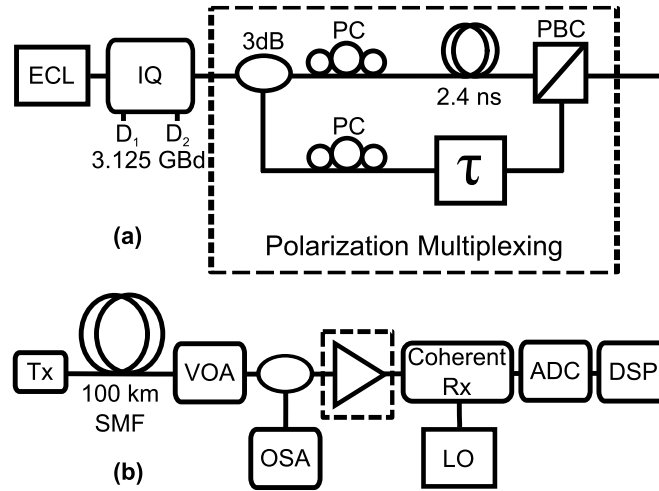 3dB
PC
PBC
ECL
IQ
2.4 ns
D1
D2
3.125 GBd
PC
τ
(a)
Polarization Multiplexing
Tx
100 km
SMF
VOA
Coherent
Rx
ADC
DSP
OSA
LO
(b)